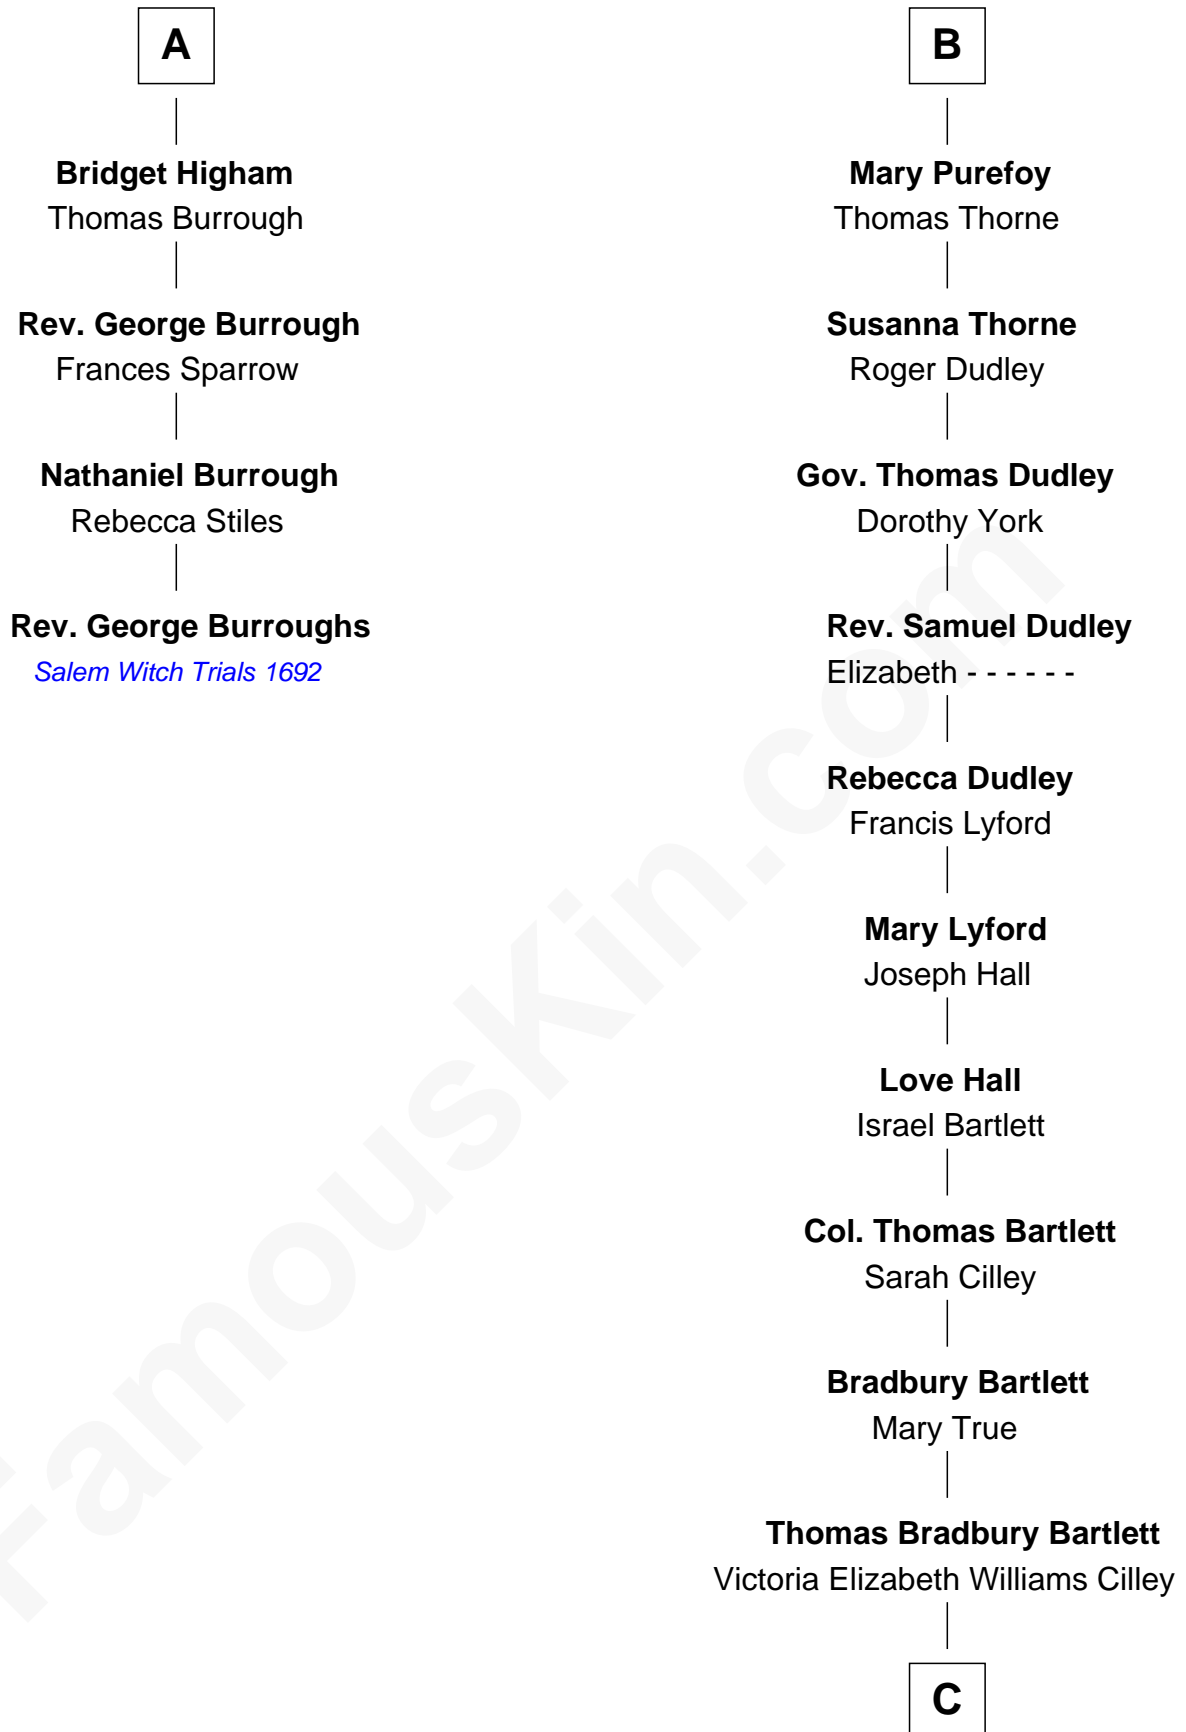 A
Bridget Higham
Thomas Burrough
Rev. George Burrough
Frances Sparrow
Nathaniel Burrough
Rebecca Stiles
Rev. George Burroughs
Salem Witch Trials 1692
B
Mary Purefoy
Thomas Thorne
Susanna Thorne
Roger Dudley
Gov. Thomas Dudley
Dorothy York
Rev. Samuel Dudley
Elizabeth - - - - - -
Rebecca Dudley
Francis Lyford
Mary Lyford
Joseph Hall
Love Hall
Israel Bartlett
Col. Thomas Bartlett
Sarah Cilley
Bradbury Bartlett
Mary True
Thomas Bradbury Bartlett
Victoria Elizabeth Williams Cilley
C
FamousKin.com